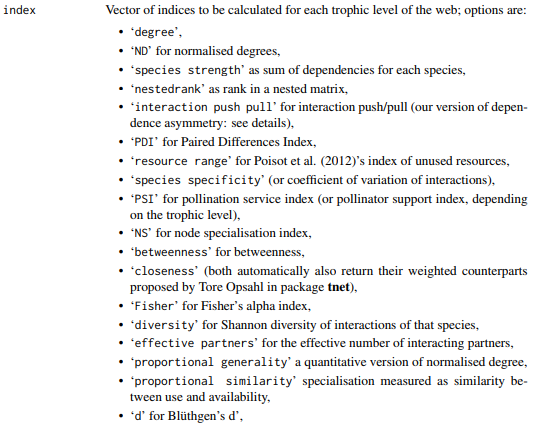 index Vector of indices to be calculated for each trophic level of the web; options are:
• ‘degree’,
• ‘ND’ for normalised degrees,
• ‘species strength’ as sum of dependencies for each species,
• ‘nestedrank’ as rank in a nested matrix,
• ‘interaction push pull’ for interaction push/pull (our version of depen-
dence asymmetry: see details),
• ‘PDI’ for Paired Differences Index,
• ‘resource range’ for Poisot et al. (2012)’s index of unused resources,
• ‘species specificity’ (or coefficient of variation of interactions),
• ‘PSI’ for pollination service index (or pollinator support index, depending
on the trophic level),
• ‘NS’ for node specialisation index,
• ‘betweenness’ for betweenness,
• ‘closeness’ (both automatically also return their weighted counterparts
proposed by Tore Opsahl in package tnet),
• ‘Fisher’ for Fisher’s alpha index,
• ‘diversity’ for Shannon diversity of interactions of that species,
• ‘effective partners’ for the effective number of interacting partners,
• ‘proportional generality’ a quantitative version of normalised degree,
• ‘proportional similarity’ specialisation measured as similarity be-
tween use and availability,
• ‘d’ for Blüthgen’s d’,